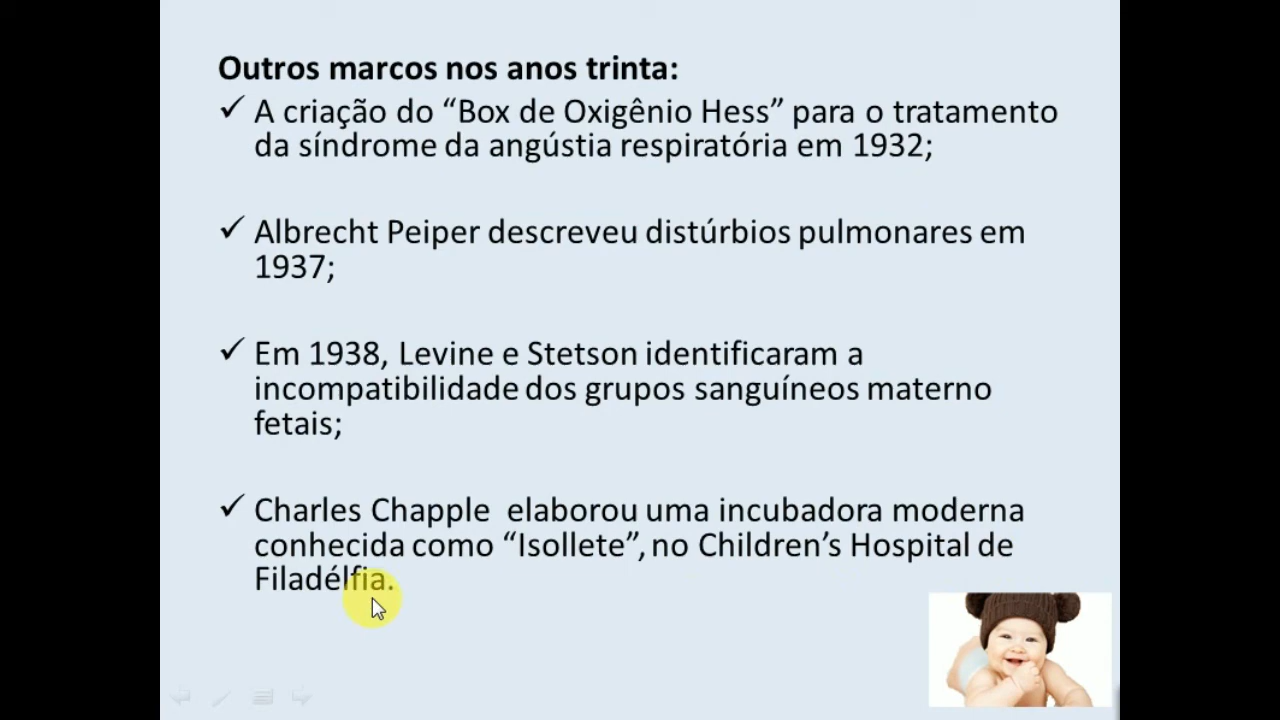 Outros marcos nos anos trinta:
✓ A criação do “Box de Oxigênio Hess” para o tratamento
da síndrome da angústia respiratória em 1932;
✓ Albrecht Peiper descreveu distúrbios pulmonares em
1937;
✓ Em 1938, Levine e Stetson identificaram a
incompatibilidade dos grupos sanguíneos materno
fetais;
✓ Charles Chapple elaborou uma incubadora moderna
conhecida como “Isollete”, no Children’s Hospital de
Filadélfia.